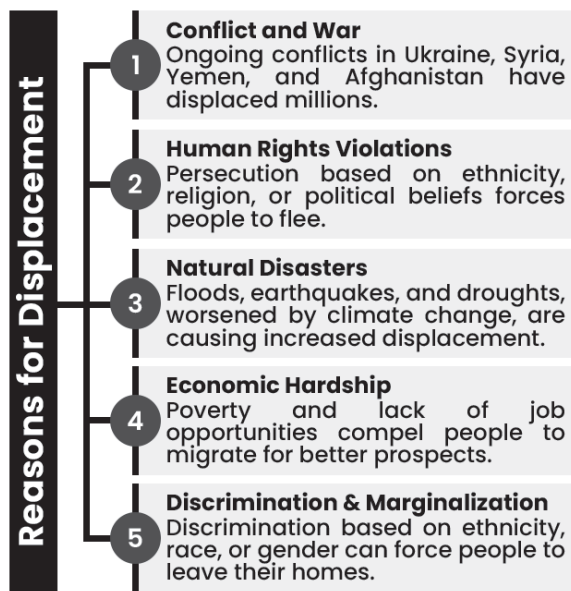 Reasons for Displacement
1
Conflict and War
Ongoing conflicts in Ukraine, Syria,
Yemen, and Afghanistan have
displaced millions.
2
Human Rights Violations
Persecution based on ethnicity,
religion, or political beliefs forces
people to flee.
3
Natural Disasters
Floods, earthquakes, and droughts,
worsened by climate change, are
causing increased displacement.
4
Economic Hardship
Poverty and lack of job
opportunities compel people to
migrate for better prospects.
5
Discrimination & Marginalization
Discrimination based on ethnicity,
race, or gender can force people to
leave their homes.